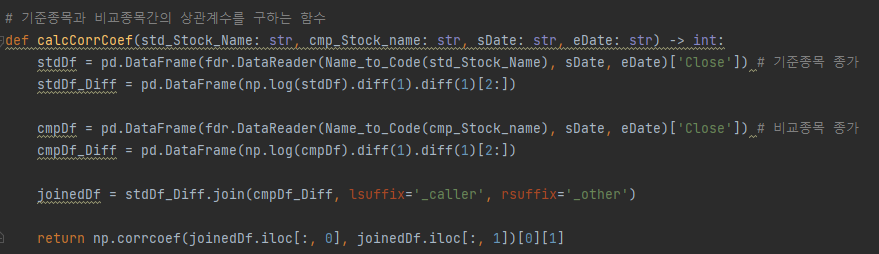 # 기준종목과 비교종목간의 상관계수를 구하는 함수
def calcCorrCoef(std_Stock_Name: str, cmp_Stock_name: str, sDate: str, eDate: str) -> int:
    stdDf = pd.DataFrame(fdr.DataReader(Name_to_Code(std_Stock_Name), sDate, eDate)['Close']) # 기준종목 종가
    stdDf_Diff = pd.DataFrame(np.log(stdDf).diff(1).diff(1)[2:])
    cmpDf = pd.DataFrame(fdr.DataReader(Name_to_Code(cmp_Stock_name), sDate, eDate)['Close']) # 비교종목 종가
    cmpDf_Diff = pd.DataFrame(np.log(cmpDf).diff(1).diff(1)[2:])
    joinedDf = stdDf_Diff.join(cmpDf_Diff, lsuffix='_caller', rsuffix='_other')
    return np.corrcoef(joinedDf.iloc[:, 0], joinedDf.iloc[:, 1])[0][1]